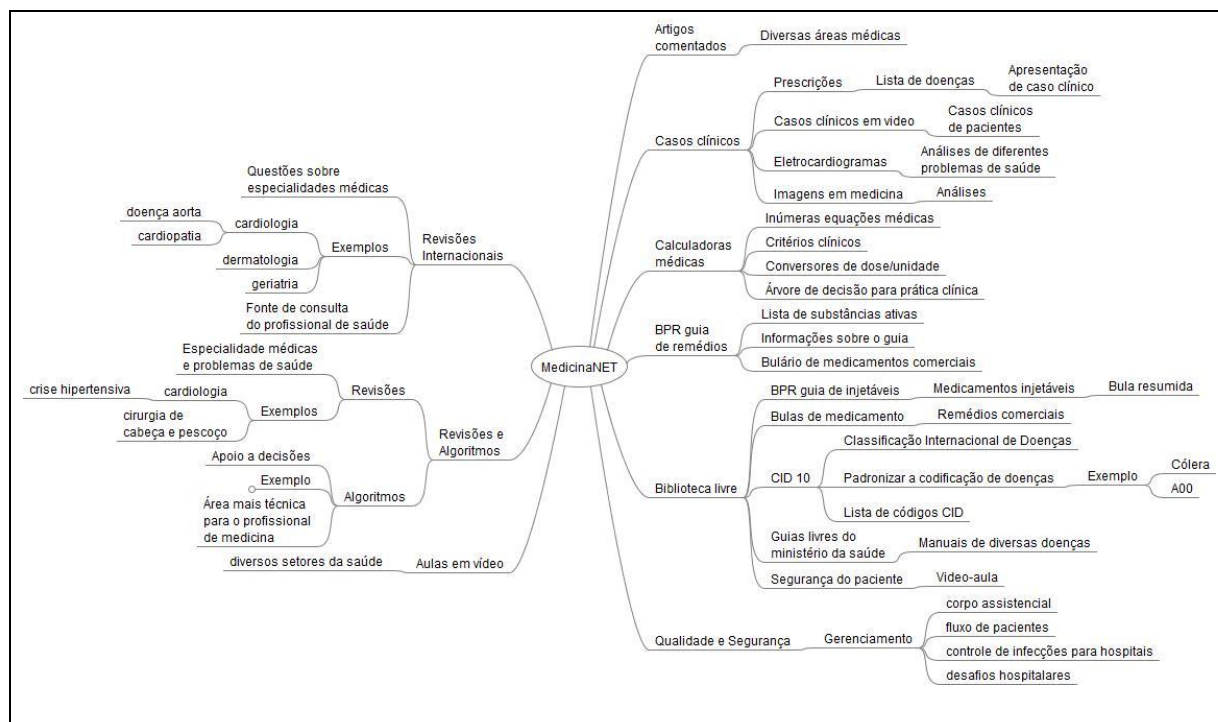 Artigos
comentados
Diversas áreas médicas
Casos clínicos
Prescrições
Lista de doenças
Apresentação
de caso clínico
Casos clínicos em video
Casos clínicos
de pacientes
Eletrocardiogramas
Análises de diferentes
problemas de saúde
Imagens em medicina
Análises
Calculadoras
médicas
Inúmeras equações médicas
Critérios clínicos
Conversores de dose/unidade
Árvore de decisão para prática clínica
BPR guia
de remédios
Lista de substâncias ativas
Informações sobre o guia
Bulário de medicamentos comerciais
MedicinaNET
Biblioteca livre
BPR guia de injetáveis
Medicamentos injetáveis
Bula resumida
Bulas de medicamento
Remédios comerciais
CID 10
Classificação Internacional de Doenças
Padronizar a codificação de doenças
Exemplo
Cólera
A00
Lista de códigos CID
Guias livres do
ministério da saúde
Manuais de diversas doenças
Segurança do paciente
Video-aula
Qualidade e Segurança
Gerenciamento
corpo assistencial
fluxo de pacientes
controle de infecções para hospitais
desafios hospitalares
Revisões
Internacionais
Questões sobre
especialidades médicas
Exemplos
cardiologia
doença aorta
cardiopatia
dermatologia
geriatria
Fonte de consulta
do profissional de saúde
Revisões e
Algoritmos
Revisões
Especialidade médicas
e problemas de saúde
Exemplos
cardiologia
crise hipertensiva
cirurgia de
cabeça e pescoço
Algoritmos
Apoio a decisões
Exemplo
Área mais técnica
para o profissional
de medicina
Aulas em vídeo
diversos setores da saúde